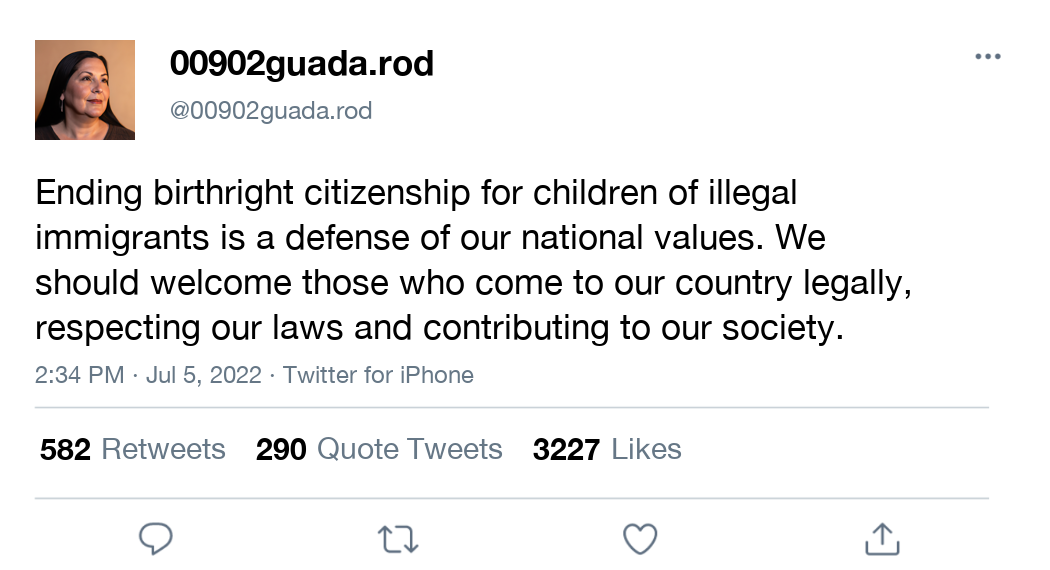 00902guada.rod
@00902guada.rod
Ending birthright citizenship for children of illegal
immigrants is a defense of our national values. We
should welcome those who come to our country legally,
respecting our laws and contributing to our society.
2:34 PM · Jul 5, 2022 · Twitter for iPhone
582 Retweets 290 Quote Tweets 3227 Likes